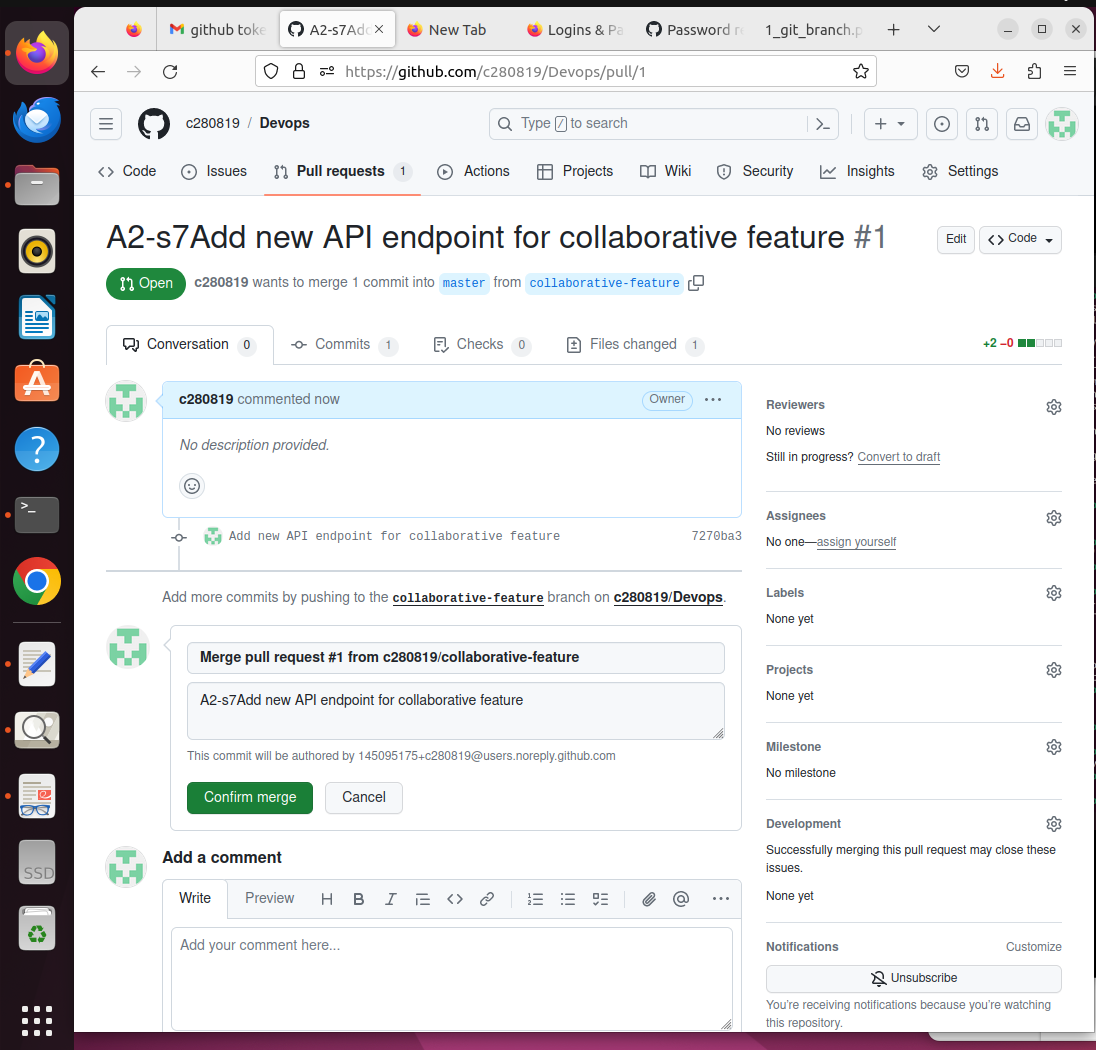 github toke
A2-s7Add
New Tab
Logins & Pa
Password re
1_git_branch.p
https://github.com/c280819/Devops/pull/1
c280819 / Devops
Type / to search
Code
Issues
Pull requests 1
Actions
Projects
Wiki
Security
Insights
Settings
A2-s7Add new API endpoint for collaborative feature #1
Edit
Code
Open
c280819 wants to merge 1 commit into master from collaborative-feature
Conversation 0
Commits 1
Checks 0
Files changed 1
+2 −0
c280819 commented now
Owner
No description provided.
Add new API endpoint for collaborative feature 7270ba3
Add more commits by pushing to the collaborative-feature branch on c280819/Devops.
Merge pull request #1 from c280819/collaborative-feature
A2-s7Add new API endpoint for collaborative feature
This commit will be authored by 145095175+c280819@users.noreply.github.com
Confirm merge
Cancel
Add a comment
Write
Preview
Add your comment here...
Reviewers
No reviews
Still in progress? Convert to draft
Assignees
No one—assign yourself
Labels
None yet
Projects
None yet
Milestone
No milestone
Development
Successfully merging this pull request may close these
issues.
None yet
Notifications
Customize
Unsubscribe
You're receiving notifications because you're watching
this repository.
SSD